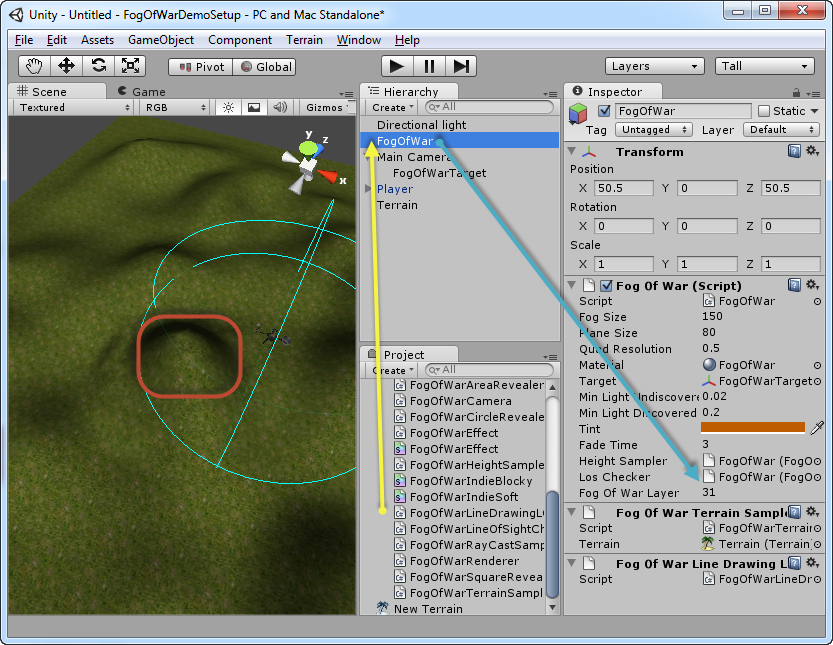 Unity - Untitled - FogOfWarDemoSetup - PC and Mac Standalone*
File Edit Assets GameObject Component Terrain Window Help
Pivot Global Layers Tall
Scene Game
Textured RGB Gizmos
y
z
x
Hierarchy
Create All
Directional light
FogOfWar
Main Camera
FogOfWarTarget
Player
Terrain
Project
Create All
FogOfWarAreaRevealer
FogOfWarCamera
FogOfWarCircleReveale
FogOfWarEffect
FogOfWarEffect
FogOfWarHeightSample
FogOfWarIndieBlocky
FogOfWarIndieSoft
FogOfWarLineDrawingL
FogOfWarLineOfSightCh
FogOfWarRayCastSamp
FogOfWarRenderer
FogOfWarSquareRevea
FogOfWarTerrainSampl
New Terrain
Inspector
FogOfWar Static
Tag Untagged Layer Default
Transform
Position
X 50.5 Y 0 Z 50.5
Rotation
X 0 Y 0 Z 0
Scale
X 1 Y 1 Z 1
Fog Of War (Script)
Script FogOfWar
Fog Size 150
Plane Size 80
Quad Resolution 0.5
Material FogOfWar
Target FogOfWarTarget
Min Light Undiscovere 0.02
Min Light Discovered 0.2
Tint
Fade Time 3
Height Sampler FogOfWar (FogO
Los Checker FogOfWar (FogO
Fog Of War Layer 31
Fog Of War Terrain Sample
Script FogOfWarTerrain
Terrain Terrain (Terrain)
Fog Of War Line Drawing L
Script FogOfWarLineDr